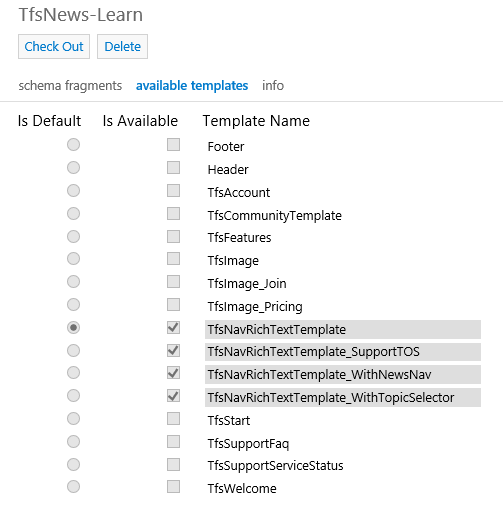 TfsNews-Learn
Check Out Delete
schema fragments available templates info
Is Default Is Available Template Name
Footer
Header
TfsAccount
TfsCommunityTemplate
TfsFeatures
TfsImage
TfsImage_Join
TfsImage_Pricing
TfsNavRichTextTemplate
TfsNavRichTextTemplate_SupportTOS
TfsNavRichTextTemplate_WithNewsNav
TfsNavRichTextTemplate_WithTopicSelector
TfsStart
TfsSupportFaq
TfsSupportServiceStatus
TfsWelcome